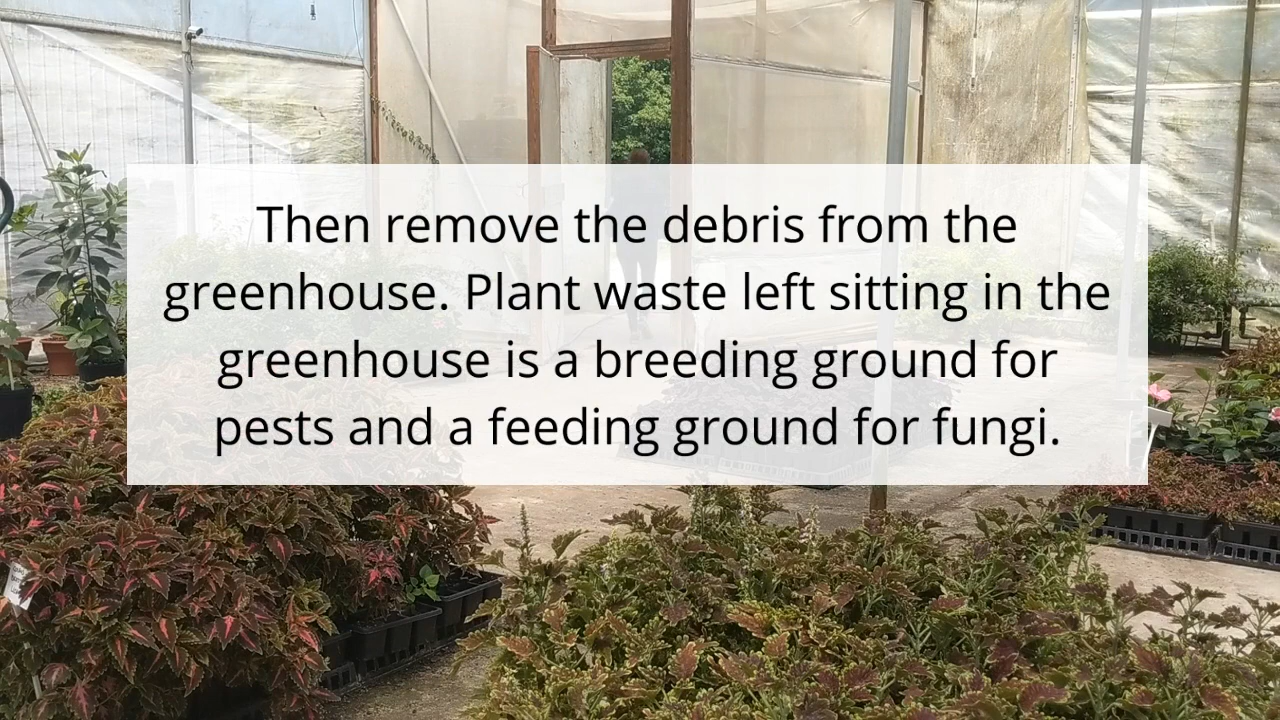 Then remove the debris from the
greenhouse. Plant waste left sitting in the
greenhouse is a breeding ground for
pests and a feeding ground for fungi.